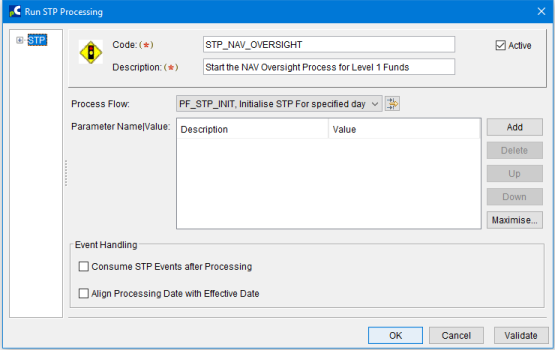 Run STP Processing
STP
Code: (*) STP_NAV_OVERSIGHT
Active
Description: (*) Start the NAV Oversight Process for Level 1 Funds
Process Flow: PF_STP_INIT, Initialise STP For specified day
Parameter Name|Value: Description Value
Add
Delete
Up
Down
Maximise...
Event Handling
Consume STP Events after Processing
Align Processing Date with Effective Date
OK Cancel Validate